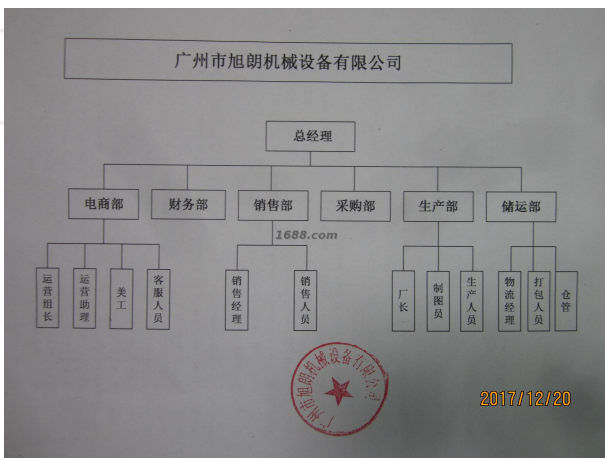 广州市旭朗机械设备有限公司
总经理
电商部 财务部 销售部 采购部 生产部 储运部
1688.com
运营组长 运营助理 美工 客服人员 销售经理 销售人员 厂长 制图员 生产人员 物流经理 打包人员 仓管
广州市旭朗机械设备有限公司
2017/12/20